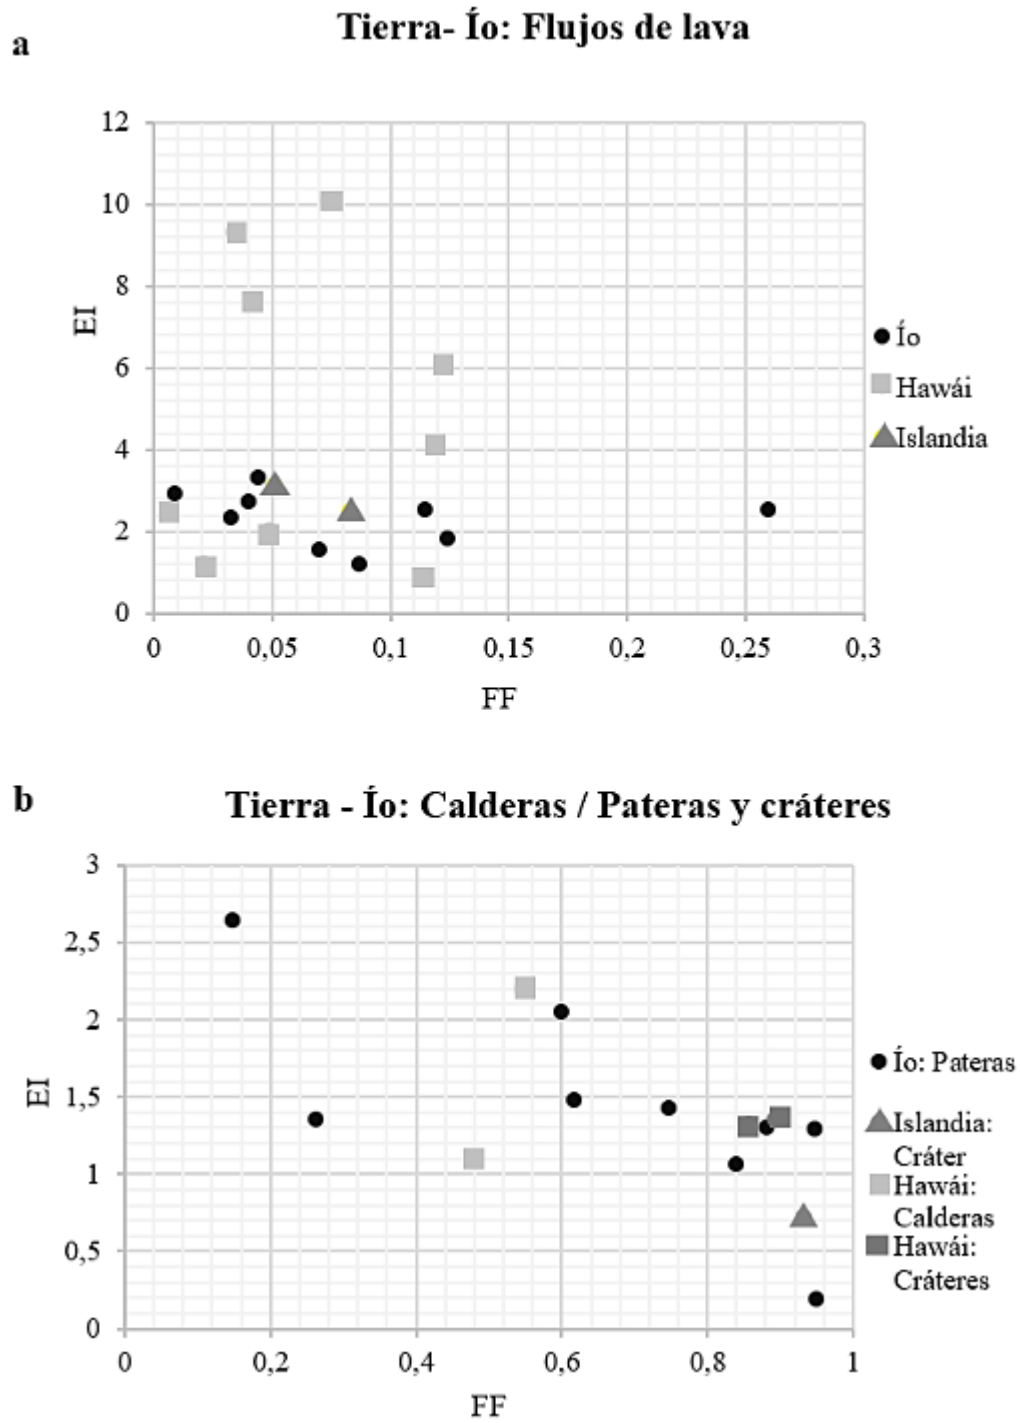 a
Tierra- Ío: Flujos de lava
12
10
8
6
4
2
0
EI
0
0,05
0,1
0,15
0,2
0,25
0,3
FF
Ío
Hawái
Islandia
b
Tierra - Ío: Calderas / Pateras y cráteres
3
2,5
2
1,5
1
0,5
0
EI
0
0,2
0,4
0,6
0,8
1
FF
Ío: Pateras
Islandia:
Cráter
Hawái:
Calderas
Hawái:
Cráteres